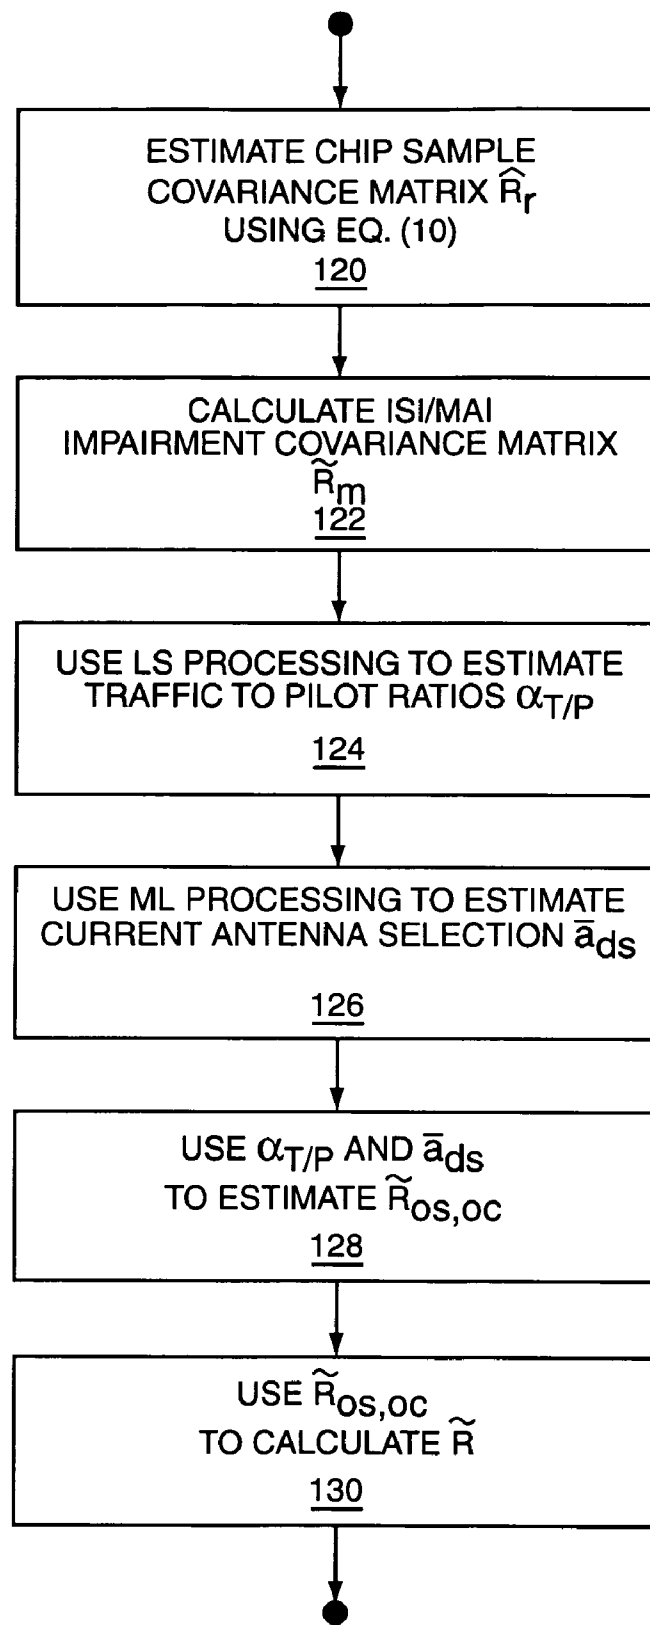 ESTIMATE CHIP SAMPLE
COVARIANCE MATRIX R̂r
USING EQ. (10)
120
CALCULATE ISI/MAI
IMPAIRMENT COVARIANCE MATRIX
R̃m
122
USE LS PROCESSING TO ESTIMATE
TRAFFIC TO PILOT RATIOS αT/P
124
USE ML PROCESSING TO ESTIMATE
CURRENT ANTENNA SELECTION āds
126
USE αT/P AND āds
TO ESTIMATE R̃os,oc
128
USE R̃os,oc
TO CALCULATE R̃
130